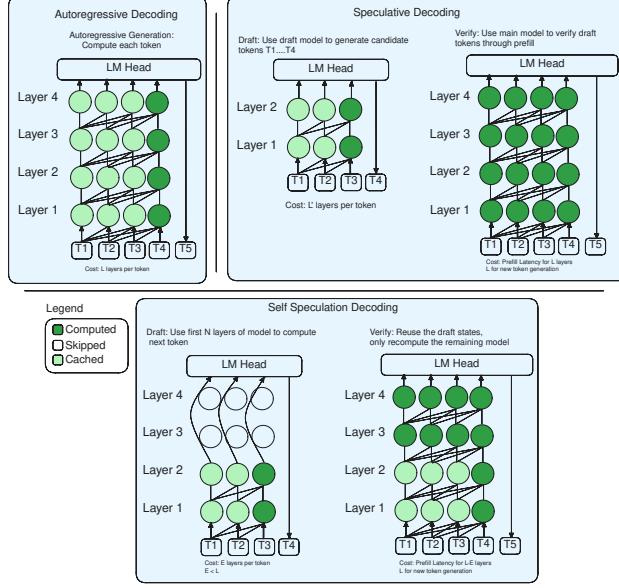 Autoregressive Decoding
Autoregressive Generation:
Compute each token
LM Head
Layer 4
Layer 3
Layer 2
Layer 1
T1 T2 T3 T4 T5
Cost: L layers per token
Speculative Decoding
Draft: Use draft model to generate candidate
tokens T1....T4
LM Head
Layer 2
Layer 1
T1 T2 T3 T4
Cost: L' layers per token
Verify: Use main model to verify draft
tokens through prefill
LM Head
Layer 4
Layer 3
Layer 2
Layer 1
T1 T2 T3 T4 T5
Cost: Prefill Latency for L layers
L for new token generation
Legend
Computed
Skipped
Cached
Self Speculation Decoding
Draft: Use first N layers of model to compute
next token
LM Head
Layer 4
Layer 3
Layer 2
Layer 1
T1 T2 T3 T4
Cost: E layers per token
E < L
Verify: Reuse the draft states,
only recompute the remaining model
LM Head
Layer 4
Layer 3
Layer 2
Layer 1
T1 T2 T3 T4 T5
Cost: Prefill Latency for L-E layers
L for new token generation